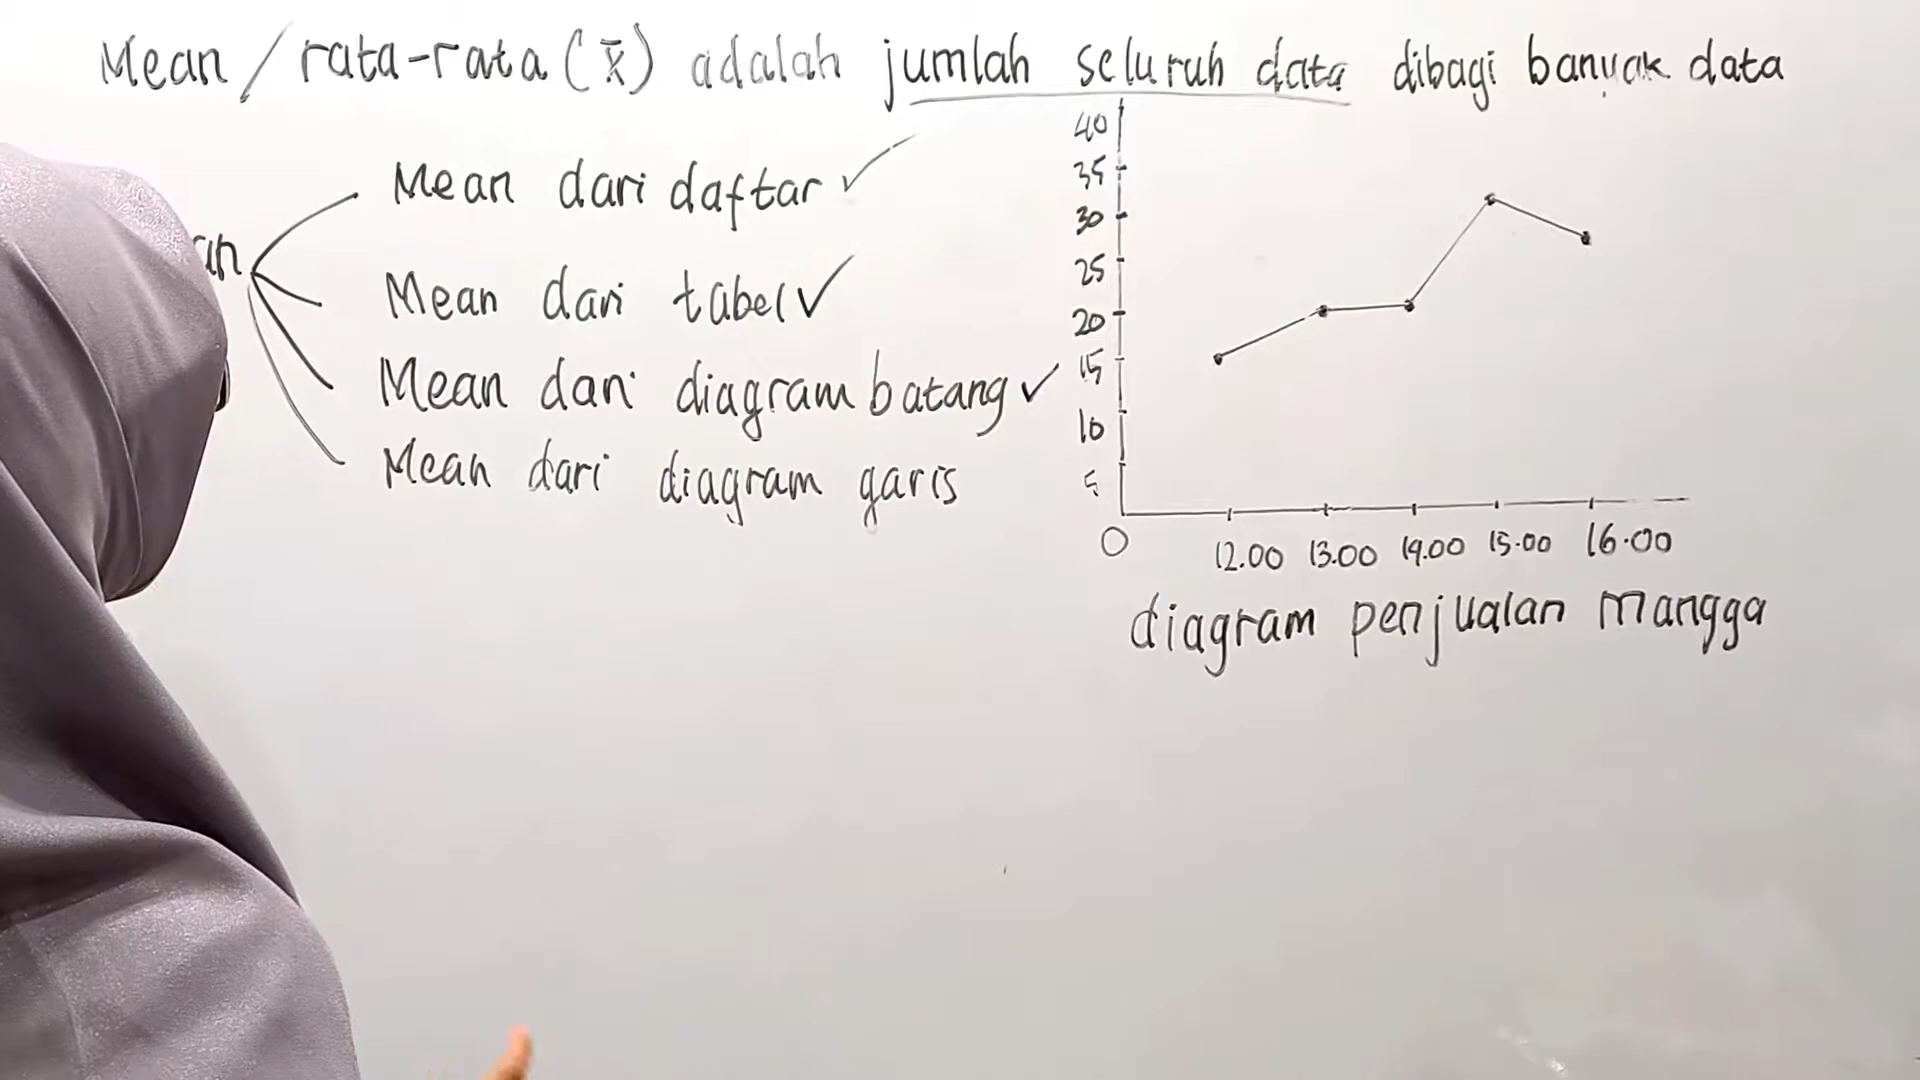 Mean / rata-rata (x̄) adalah jumlah seluruh data dibagi banyak data
Mean dari daftar ✓
Mean dari tabel ✓
Mean dari diagram batang ✓
Mean dari diagram garis
40
35
30
25
20
15
10
5
0
12.00 13.00 14.00 15.00 16.00
diagram penjualan mangga